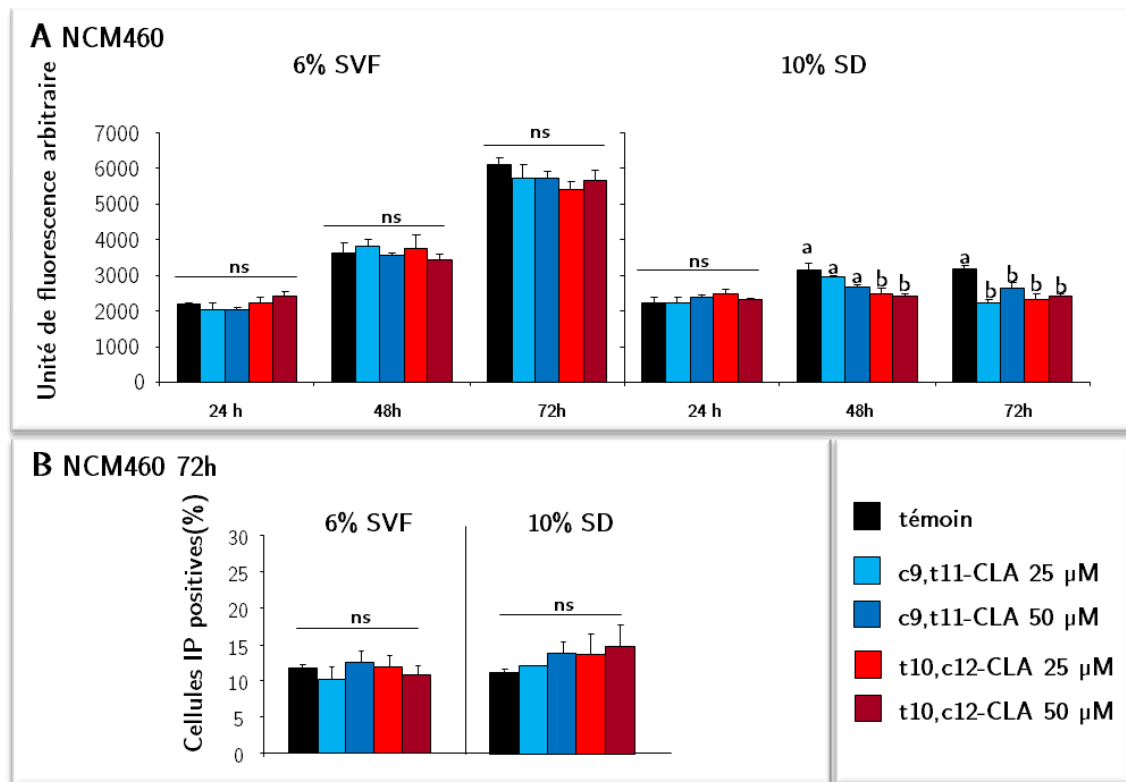 A NCM460
6% SVF
10% SD
Unité de fluorescence arbitraire
7000
6000
5000
4000
3000
2000
1000
0
ns
ns
ns
ns
a
a
a
b
b
a
b
b
b
b
24 h
48h
72h
24 h
48h
72h
B NCM460 72h
6% SVF
10% SD
Cellules IP positives(%)
30
25
20
15
10
5
0
ns
ns
témoin
c9,t11-CLA 25 µM
c9,t11-CLA 50 µM
t10,c12-CLA 25 µM
t10,c12-CLA 50 µM